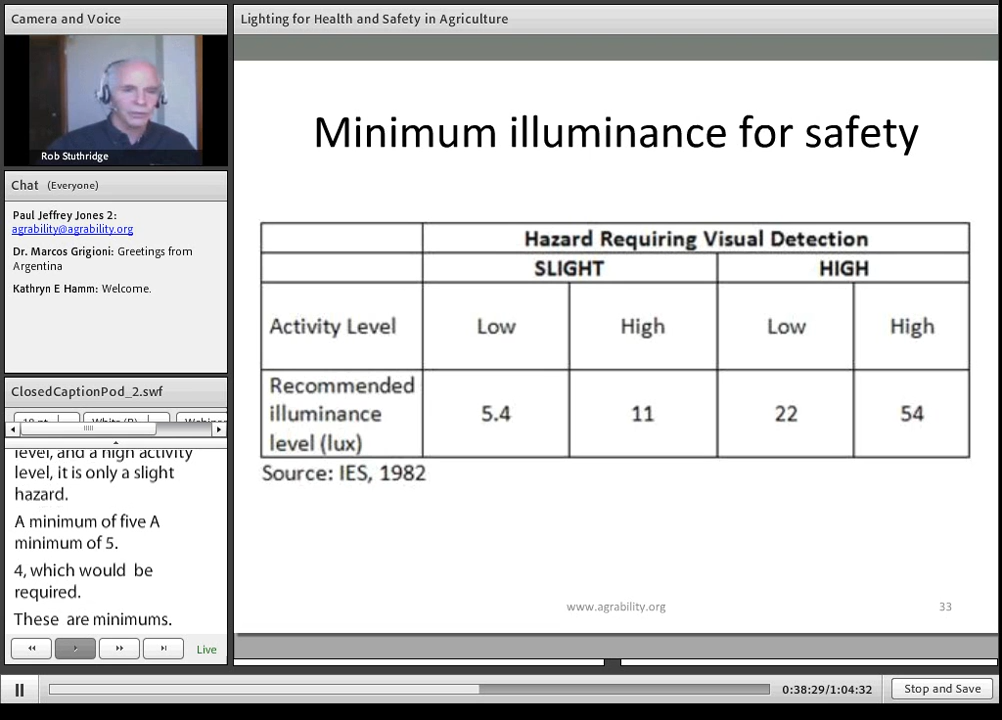 Camera and Voice
Rob Stuthridge
Chat (Everyone)
Paul Jeffrey Jones 2:
agrability@agrability.org
Dr. Marcos Grigioni: Greetings from
Argentina
Kathryn E Hamm: Welcome.
ClosedCaptionPod_2.swf
level, and a high activity
level, it is only a slight
hazard.
A minimum of five A
minimum of 5.
4, which would be
required.
These are minimums.
Live
Lighting for Health and Safety in Agriculture
Minimum illuminance for safety
Hazard Requiring Visual Detection
SLIGHT HIGH
Activity Level Low High Low High
Recommended
illuminance 5.4 11 22 54
level (lux)
Source: IES, 1982
www.agrability.org 33
0:38:29/1:04:32 Stop and Save